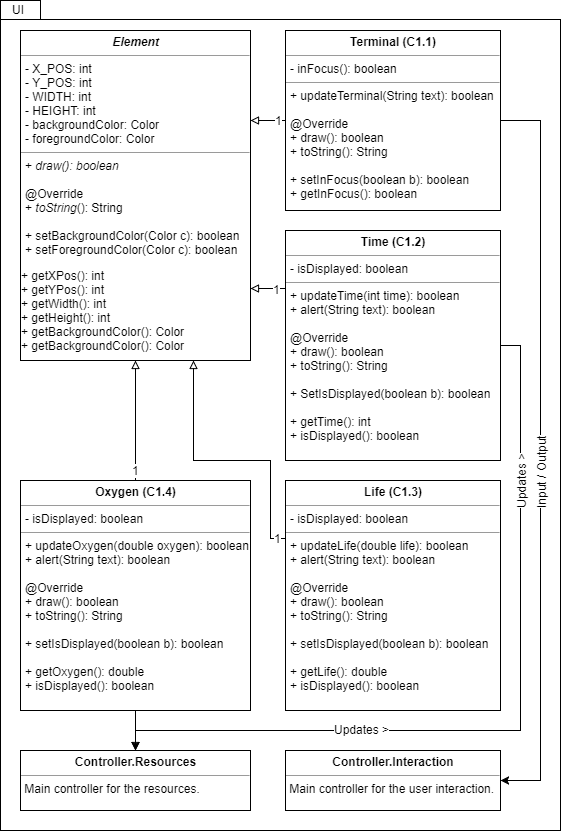 UI
Element
- X_POS: int
- Y_POS: int
- WIDTH: int
- HEIGHT: int
- backgroundColor: Color
- foregroundColor: Color
+ draw(): boolean
@Override
+ toString(): String
+ setBackgroundColor(Color c): boolean
+ setForegroundColor(Color c): boolean
+ getXPos(): int
+ getYPos(): int
+ getWidth(): int
+ getHeight(): int
+ getBackgroundColor(): Color
+ getBackgroundColor(): Color
Terminal (C1.1)
- inFocus(): boolean
+ updateTerminal(String text): boolean
@Override
+ draw(): boolean
+ toString(): String
+ setInFocus(boolean b): boolean
+ getInFocus(): boolean
1
Time (C1.2)
- isDisplayed: boolean
+ updateTime(int time): boolean
+ alert(String text): boolean
@Override
+ draw(): boolean
+ toString(): String
+ SetIsDisplayed(boolean b): boolean
+ getTime(): int
+ isDisplayed(): boolean
1
Oxygen (C1.4)
- isDisplayed: boolean
+ updateOxygen(double oxygen): boolean
+ alert(String text): boolean
@Override
+ draw(): boolean
+ toString(): String
+ setIsDisplayed(boolean b): boolean
+ getOxygen(): double
+ isDisplayed(): boolean
1
Life (C1.3)
- isDisplayed: boolean
+ updateLife(double life): boolean
+ alert(String text): boolean
@Override
+ draw(): boolean
+ toString(): String
+ setIsDisplayed(boolean b): boolean
+ getLife(): double
+ isDisplayed(): boolean
1
Updates >
Input / Output
Updates >
Controller.Resources
Main controller for the resources.
Controller.Interaction
Main controller for the user interaction.